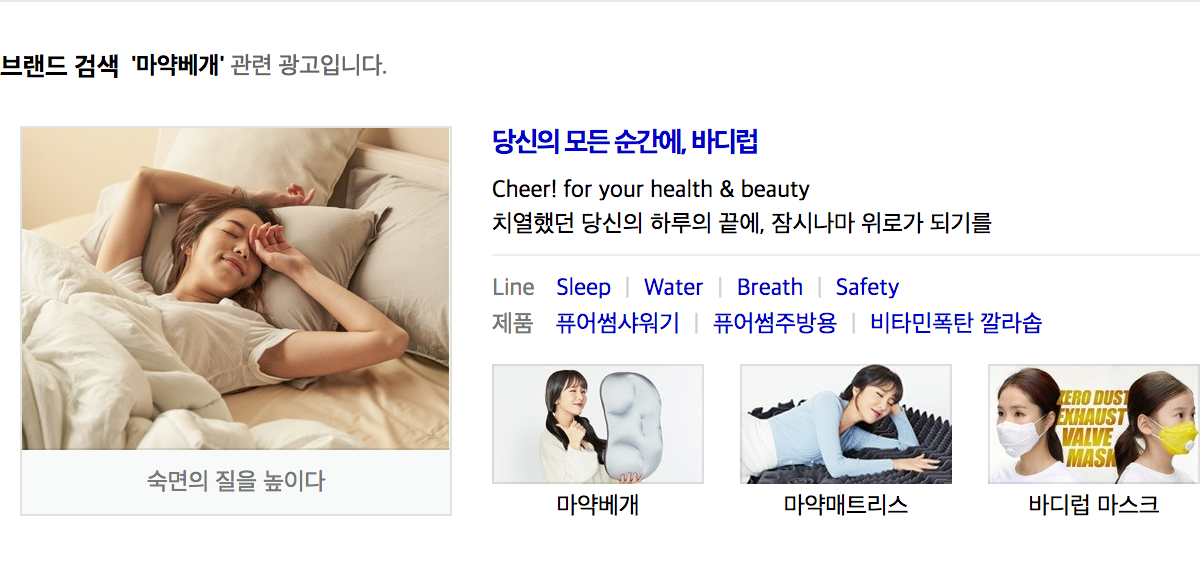 브랜드 검색 '마약베개' 관련 광고입니다.
당신의 모든 순간에, 바디럽
Cheer! for your health & beauty
치열했던 당신의 하루의 끝에, 잠시나마 위로가 되기를
Line Sleep | Water | Breath | Safety
제품 퓨어썸샤워기 | 퓨어썸주방용 | 비타민폭탄 깔라솝
숙면의 질을 높이다
ZERO DUST
EXHAUST
VALVE
MASK
마약베개 마약매트리스 바디럽 마스크